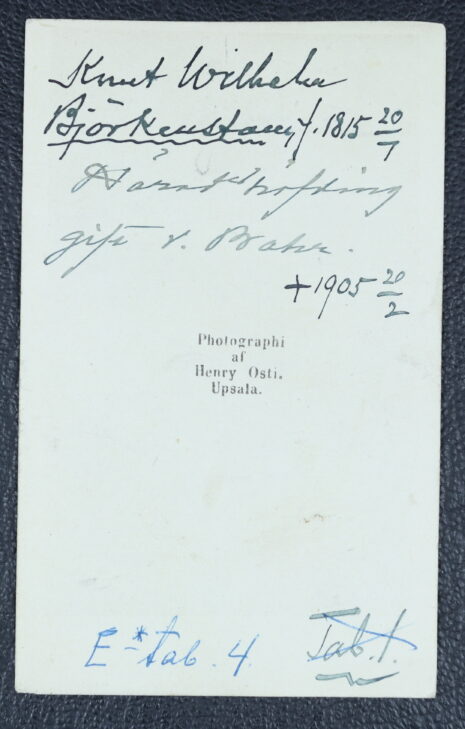 Knut Wilhelm
Björkenstam, f. 1815 20/7
Häradshöfding
gift v. Bahr.
+ 1905 20/2
Photographi
af
Henry Osti.
Upsala.
E-* tab. 4. Tab. 1.